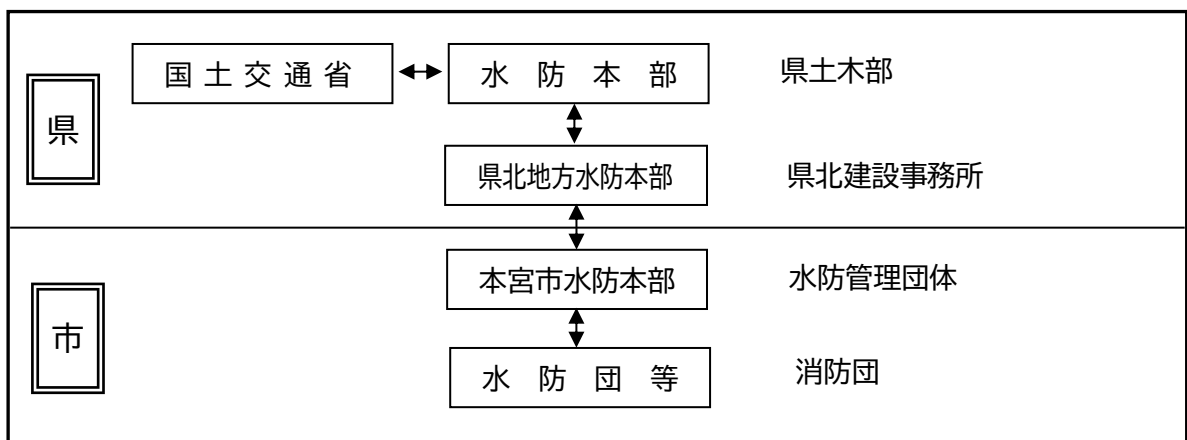 国土交通省 水防本部 県土木部
県
県北地方水防本部 県北建設事務所
本宮市水防本部 水防管理団体
市
水防団等 消防団